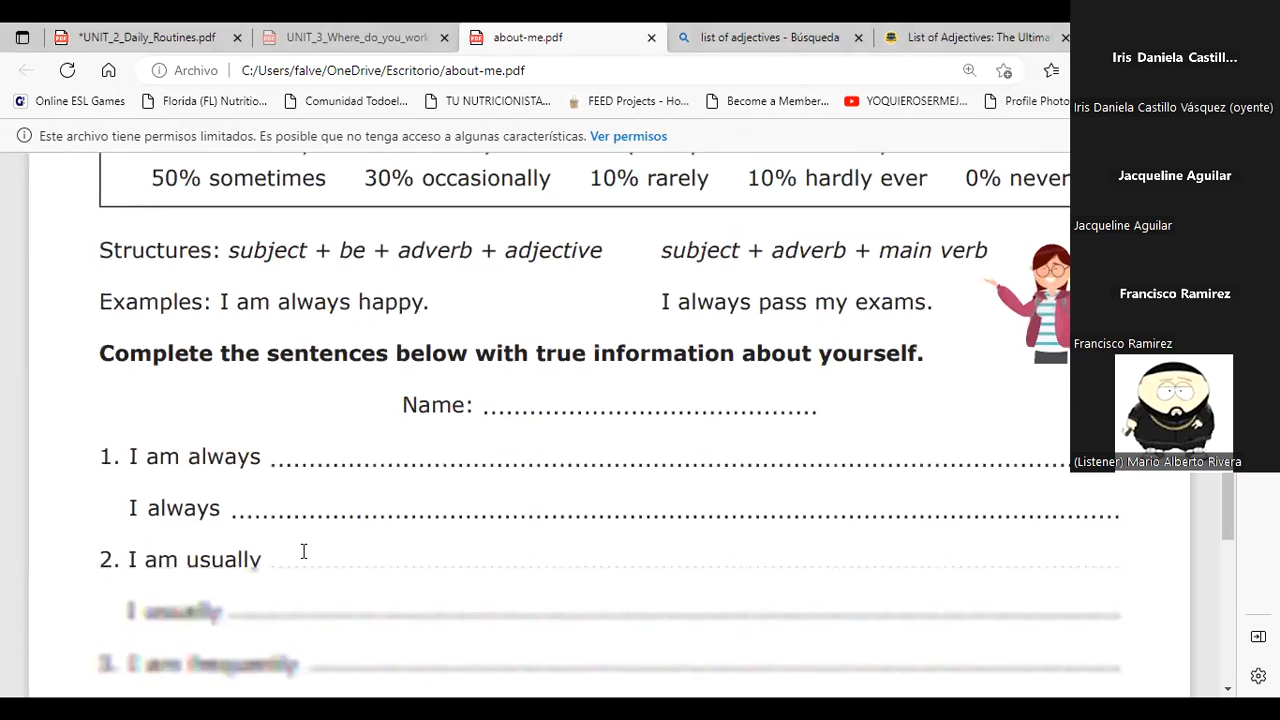 *UNIT_2_Daily_Routines.pdf
UNIT_3_Where_do_you_work
about-me.pdf
list of adjectives - Búsqueda
List of Adjectives: The Ultima
Archivo
C:/Users/falve/OneDrive/Escritorio/about-me.pdf
Online ESL Games
Florida (FL) Nutritio...
Comunidad Todoel...
TU NUTRICIONISTA...
FEED Projects - Ho...
Become a Member...
YOQUIEROSERMEJ...
Profile Photo
Este archivo tiene permisos limitados. Es posible que no tenga acceso a algunas características. Ver permisos
50% sometimes 30% occasionally 10% rarely 10% hardly ever 0% never
Structures: subject + be + adverb + adjective subject + adverb + main verb
Examples: I am always happy. I always pass my exams.
Complete the sentences below with true information about yourself.
Name: ........................................
1. I am always ........................................
I always ........................................
2. I am usually ........................................
I usually
3. I am frequently
Iris Daniela Castill...
Iris Daniela Castillo Vásquez (oyente)
Jacqueline Aguilar
Jacqueline Aguilar
Francisco Ramirez
Francisco Ramirez
(Listener) Mario Alberto Rivera